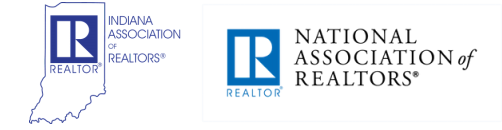 INDIANA
ASSOCIATION
OF
REALTORS®
R
REALTOR®
NATIONAL
ASSOCIATION of
REALTORS®
R
REALTOR®